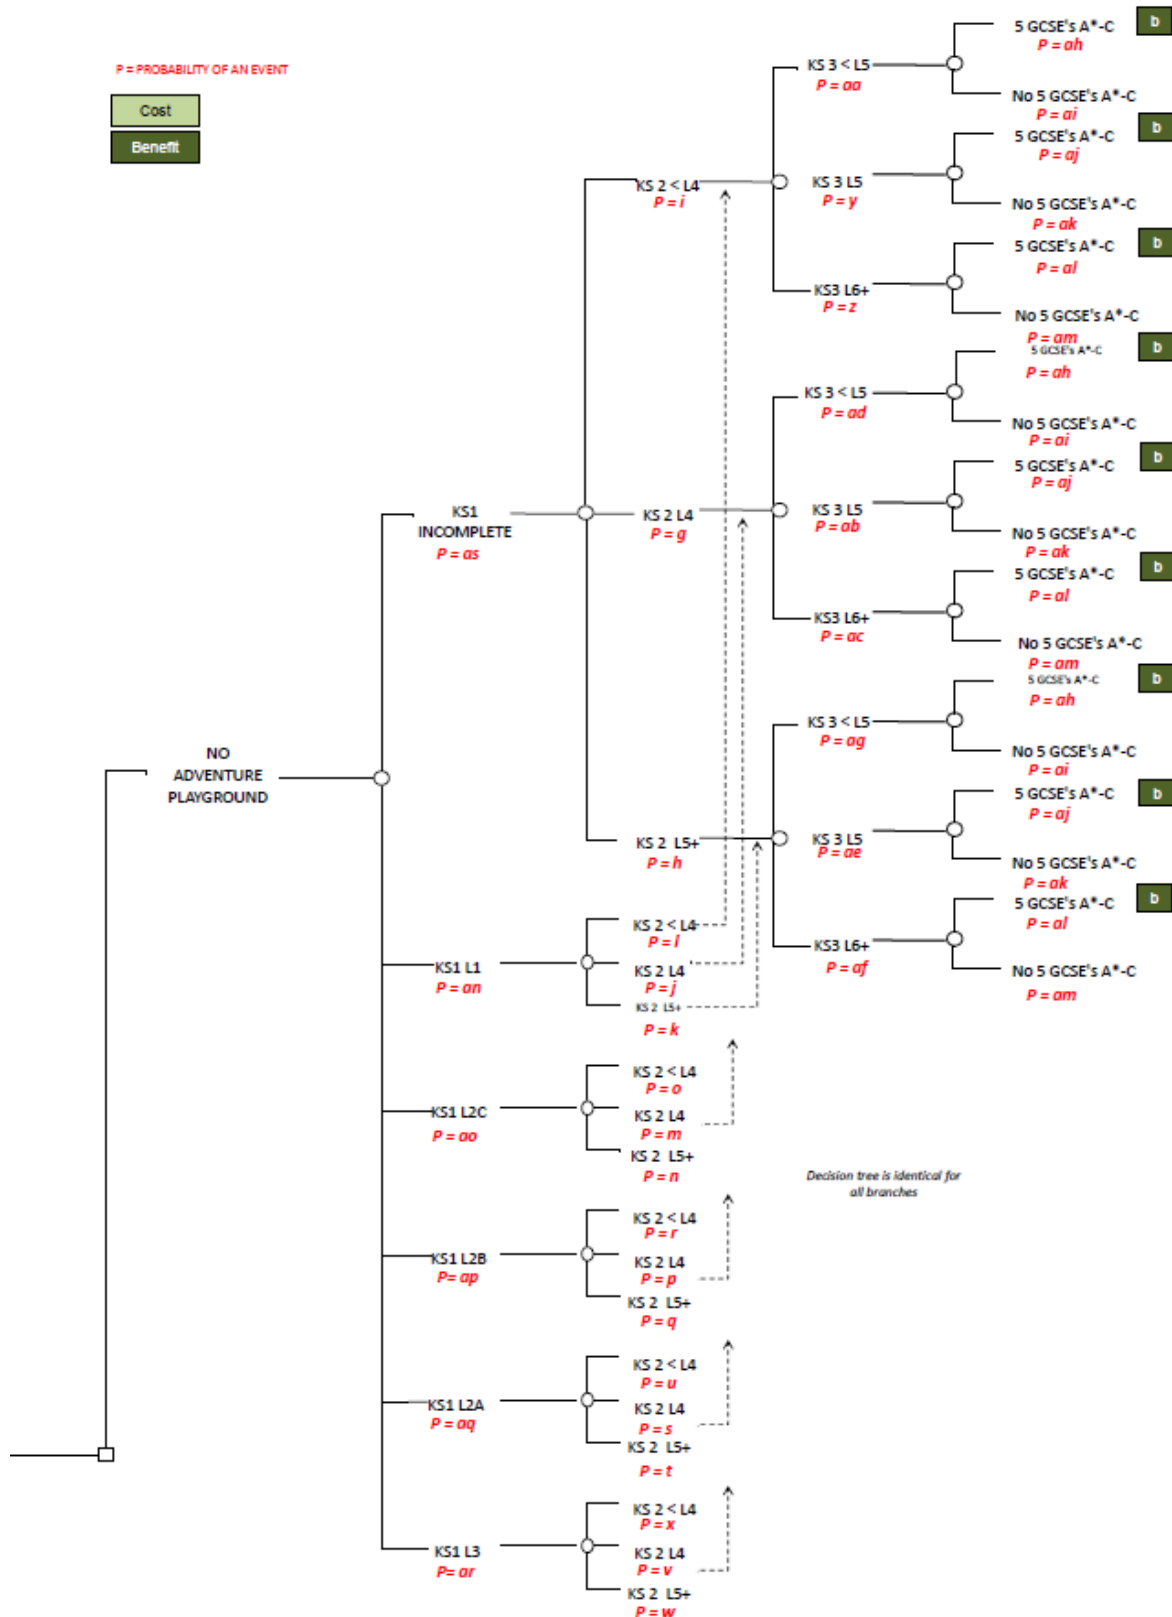 P = PROBABILITY OF AN EVENT
Cost
Benefit
NO
ADVENTURE
PLAYGROUND
KS1
INCOMPLETE
P = as
KS 2 < L4
P = i
KS 3 < L5
P = aa
5 GCSE's A*-C
P = ah
b
No 5 GCSE's A*-C
P = ai
KS 3 L5
P = y
5 GCSE's A*-C
P = aj
b
No 5 GCSE's A*-C
P = ak
KS3 L6+
P = z
5 GCSE's A*-C
P = al
b
No 5 GCSE's A*-C
P = am
KS 2 L4
P = g
KS 3 < L5
P = ad
5 GCSE's A*-C
P = ah
b
No 5 GCSE's A*-C
P = ai
KS 3 L5
P = ab
5 GCSE's A*-C
P = aj
b
No 5 GCSE's A*-C
P = ak
KS3 L6+
P = ac
5 GCSE's A*-C
P = al
b
No 5 GCSE's A*-C
P = am
KS 2 L5+
P = h
KS 3 < L5
P = ag
5 GCSE's A*-C
P = ah
b
No 5 GCSE's A*-C
P = ai
KS 3 L5
P = ae
5 GCSE's A*-C
P = aj
b
No 5 GCSE's A*-C
P = ak
KS3 L6+
P = af
5 GCSE's A*-C
P = al
b
No 5 GCSE's A*-C
P = am
KS1 L1
P = an
KS 2 < L4
P = l
KS 2 L4
P = j
KS 2 L5+
P = k
KS1 L2C
P = ao
KS 2 < L4
P = o
KS 2 L4
P = m
KS 2 L5+
P = n
Decision tree is identical for
all branches
KS1 L2B
P= ap
KS 2 < L4
P = r
KS 2 L4
P = p
KS 2 L5+
P = q
KS1 L2A
P = aq
KS 2 < L4
P = u
KS 2 L4
P = s
KS 2 L5+
P = t
KS1 L3
P= ar
KS 2 < L4
P = x
KS 2 L4
P = v
KS 2 L5+
P = w